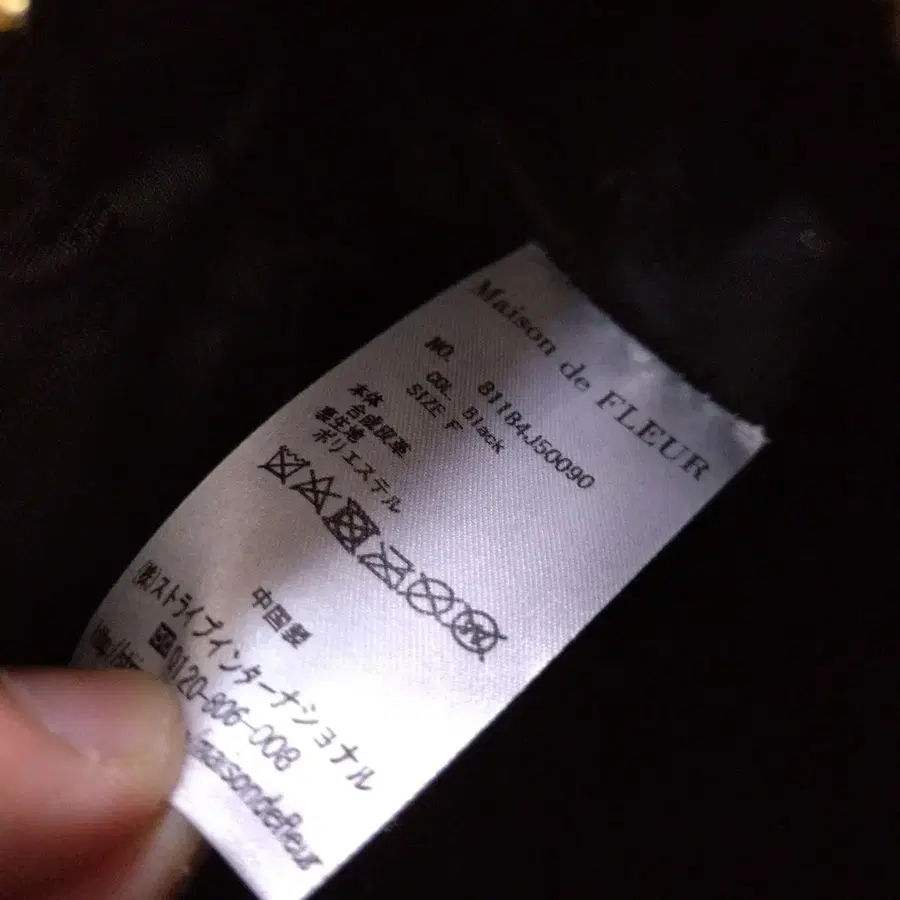 Maison de FLEUR
NO. 811B4J50090
COL. Black
SIZE F
本体
合成皮革
裏生地
ポリエステル
中国製
(株)ストライプインターナショナル
0120-806-008
maisondefleur